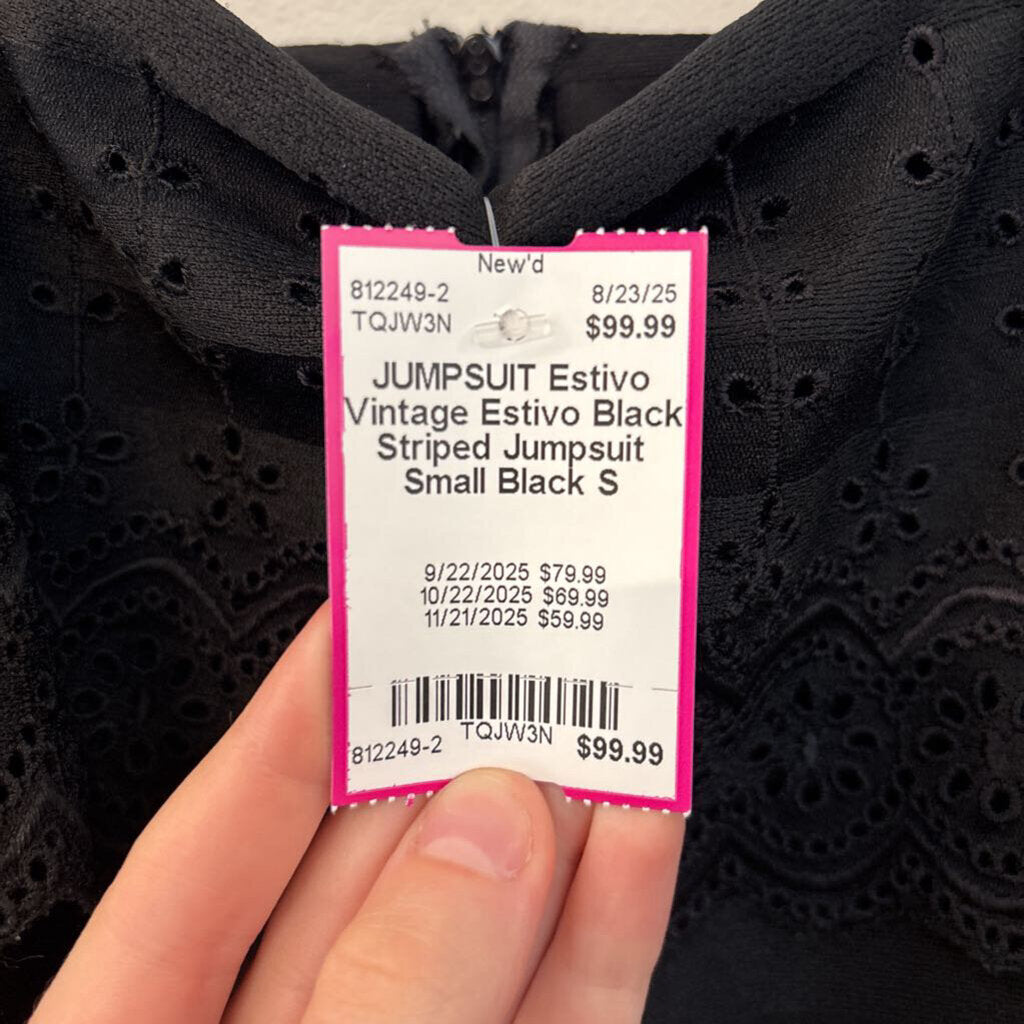 New'd
812249-2 8/23/25
TQJW3N $99.99
JUMPSUIT Estivo
Vintage Estivo Black
Striped Jumpsuit
Small Black S
9/22/2025 $79.99
10/22/2025 $69.99
11/21/2025 $59.99
812249-2 TQJW3N $99.99